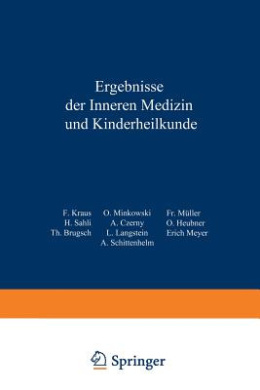 Ergebnisse
der Inneren Medizin
und Kinderheilkunde
F. Kraus O. Minkowski Fr. Müller
H. Sahli A. Czerny O. Heubner
Th. Brugsch L. Langstein Erich Meyer
A. Schittenhelm
Springer